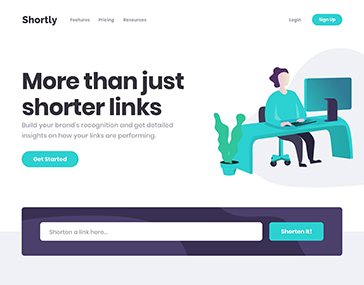 Shortly
Features Pricing Resources
Login Sign Up
More than just
shorter links
Build your brand's recognition and get detailed
insights on how your links are performing.
Get Started
Shorten a link here... Shorten It!